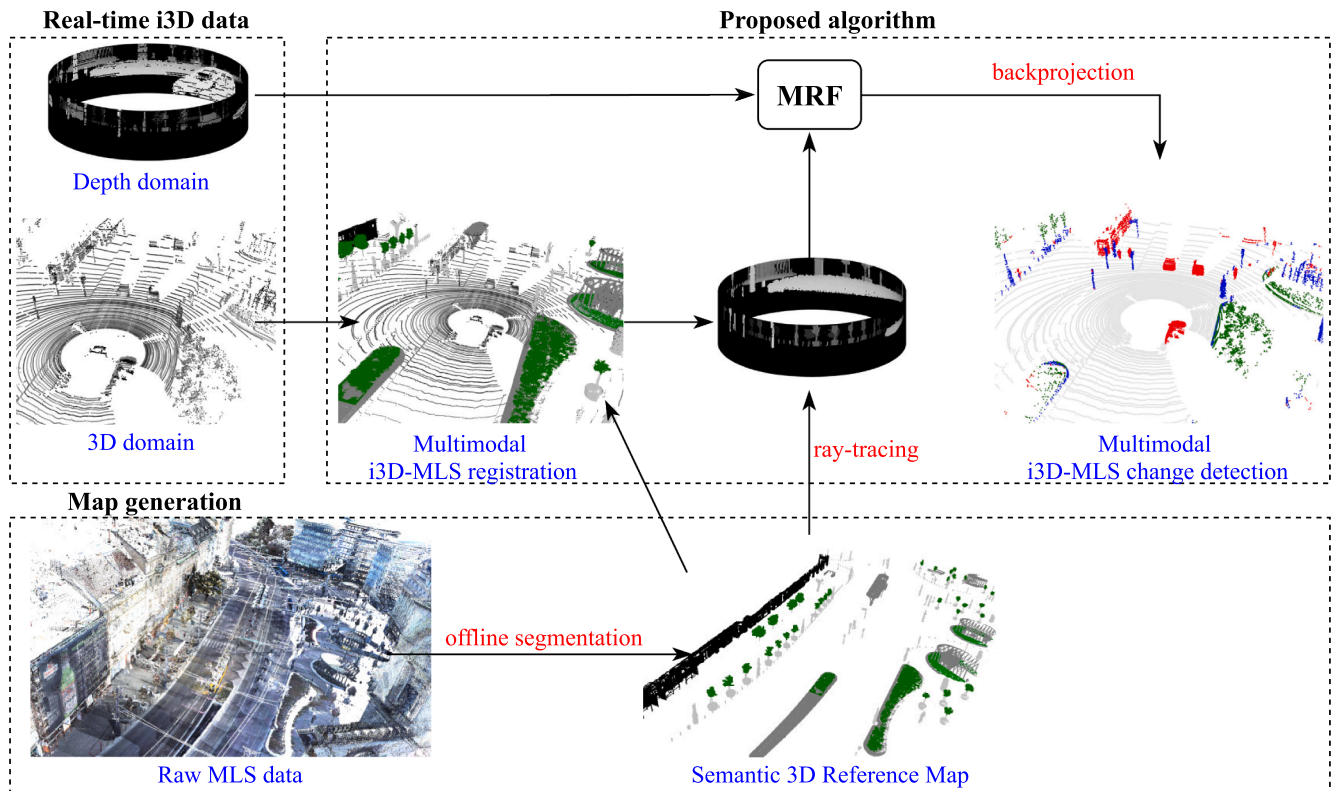 Real-time i3D data
Proposed algorithm
MRF
backprojection
Depth domain
3D domain
Multimodal
i3D-MLS registration
ray-tracing
Multimodal
i3D-MLS change detection
Map generation
offline segmentation
Raw MLS data
Semantic 3D Reference Map